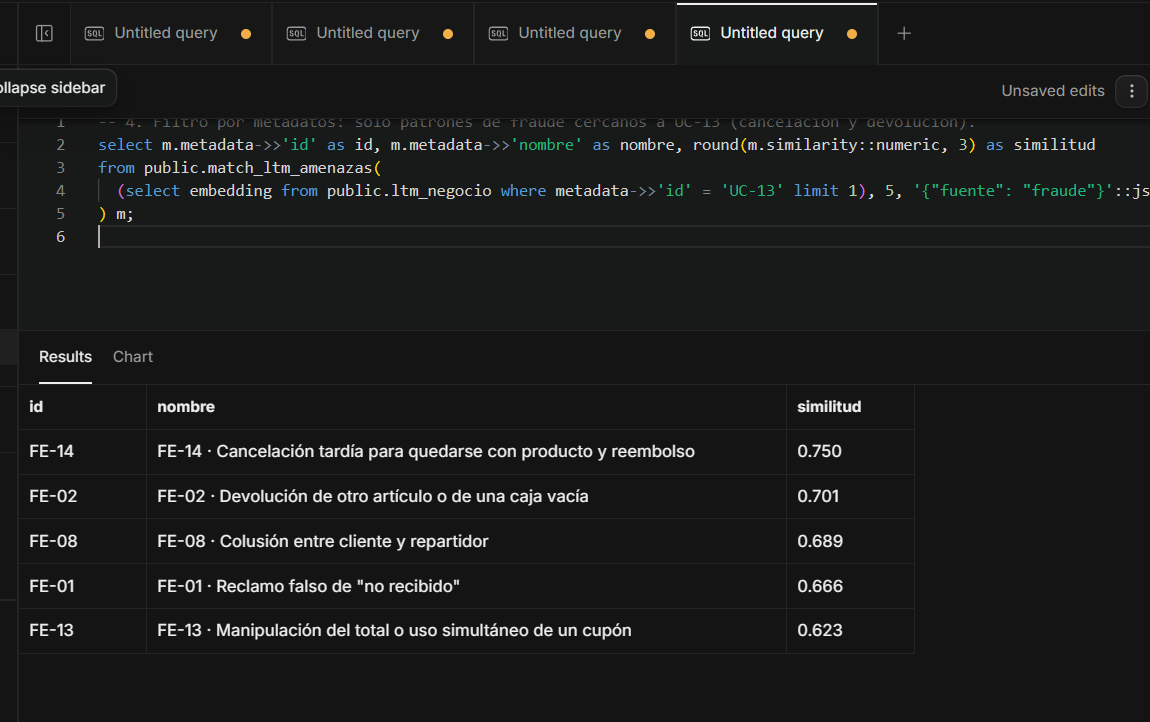 SQL Untitled query
SQL Untitled query
SQL Untitled query
SQL Untitled query
ollapse sidebar
Unsaved edits
1 -- 4. Filtro por metadatos: solo patrones de fraude cercanos a UC-13 (cancelacion y devolucion).
2 select m.metadata->>'id' as id, m.metadata->>'nombre' as nombre, round(m.similarity::numeric, 3) as similitud
3 from public.match_ltm_amenazas(
4 (select embedding from public.ltm_negocio where metadata->>'id' = 'UC-13' limit 1), 5, '{"fuente": "fraude"}'::js
5 ) m;
6
Results Chart
id nombre similitud
FE-14 FE-14 · Cancelación tardía para quedarse con producto y reembolso 0.750
FE-02 FE-02 · Devolución de otro artículo o de una caja vacía 0.701
FE-08 FE-08 · Colusión entre cliente y repartidor 0.689
FE-01 FE-01 · Reclamo falso de "no recibido" 0.666
FE-13 FE-13 · Manipulación del total o uso simultáneo de un cupón 0.623